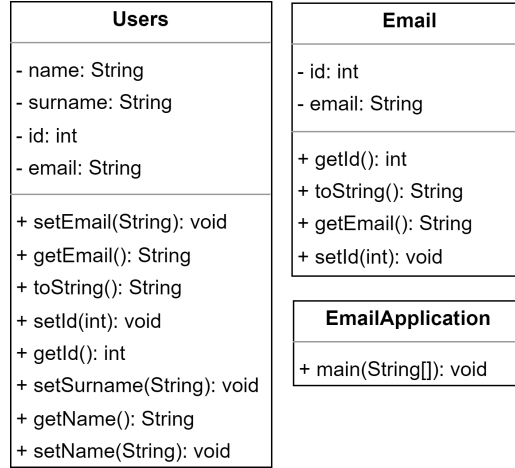 Users
- name: String
- surname: String
- id: int
- email: String
+ setEmail(String): void
+ getEmail(): String
+ toString(): String
+ setId(int): void
+ getId(): int
+ setSurname(String): void
+ getName(): String
+ setName(String): void
Email
- id: int
- email: String
+ getId(): int
+ toString(): String
+ getEmail(): String
+ setId(int): void
EmailApplication
+ main(String[]): void